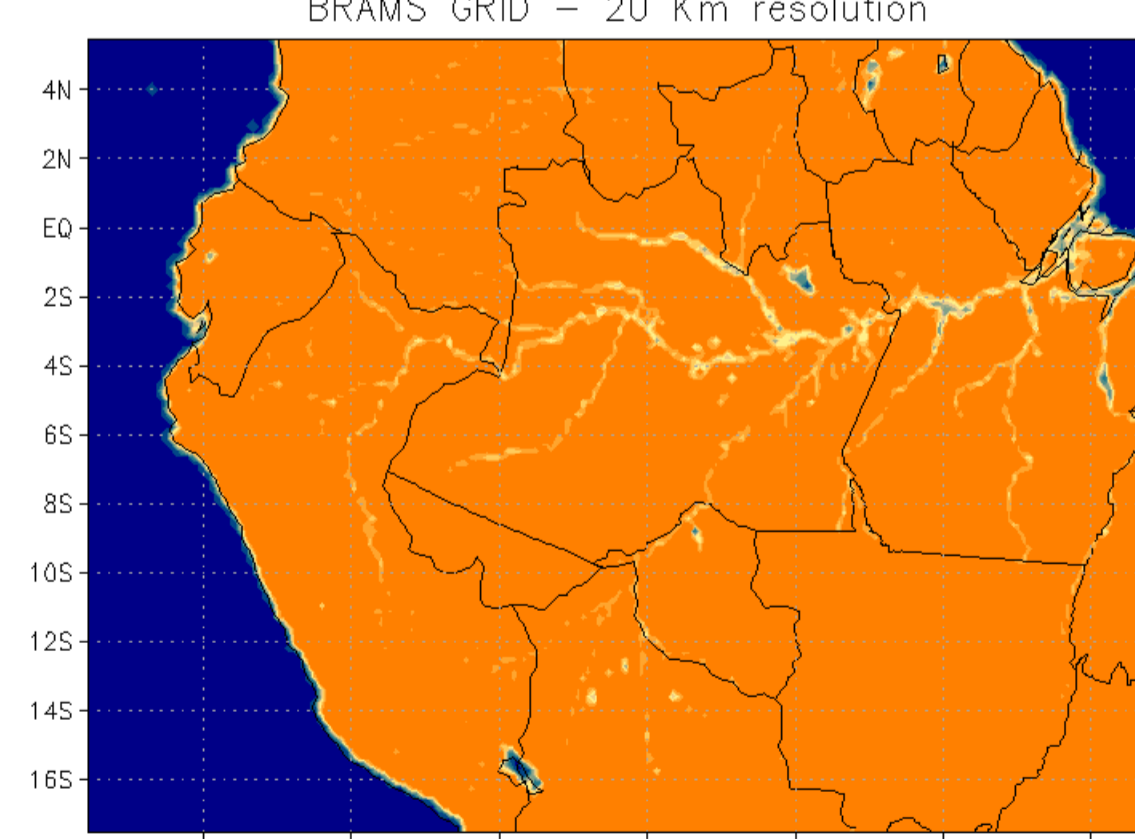 BRAMS GRID – 20 Km resolution
4N
2N
EQ
2S
4S
6S
8S
10S
12S
14S
16S